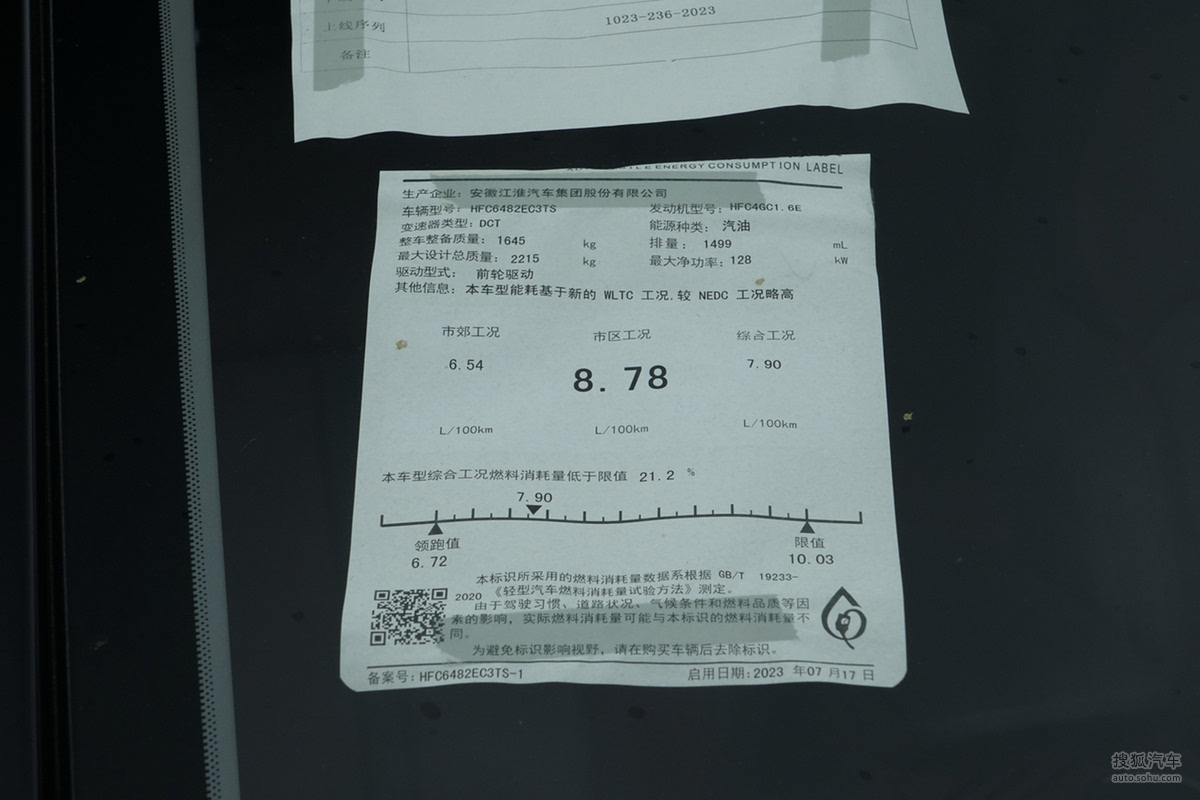 上线序列 1023-236-2023
备注
ENERGY CONSUMPTION LABEL
生产企业: 安徽江淮汽车集团股份有限公司
车辆型号: HFC6482EC3TS 发动机型号: HFC4GC1.6E
变速器类型: DCT 能源种类: 汽油
整车整备质量: 1645 kg 排量: 1499 mL
最大设计总质量: 2215 kg 最大净功率: 128 kW
驱动型式: 前轮驱动
其他信息: 本车型能耗基于新的 WLTC 工况,较 NEDC 工况略高
市郊工况 市区工况 综合工况
6.54 8.78 7.90
L/100km L/100km L/100km
本车型综合工况燃料消耗量低于限值 21.2 %
7.90
领跑值 限值
6.72 10.03
本标识所采用的燃料消耗量数据系根据 GB/T 19233-
2020 《轻型汽车燃料消耗量试验方法》测定。
由于驾驶习惯、道路状况、气候条件和燃料品质等因
素的影响,实际燃料消耗量可能与本标识的燃料消耗量不
同。
为避免标识影响视野,请在购买车辆后去除标识。
备案号: HFC6482EC3TS-1 启用日期: 2023 年07 月17 日
搜狐汽车
auto.sohu.com